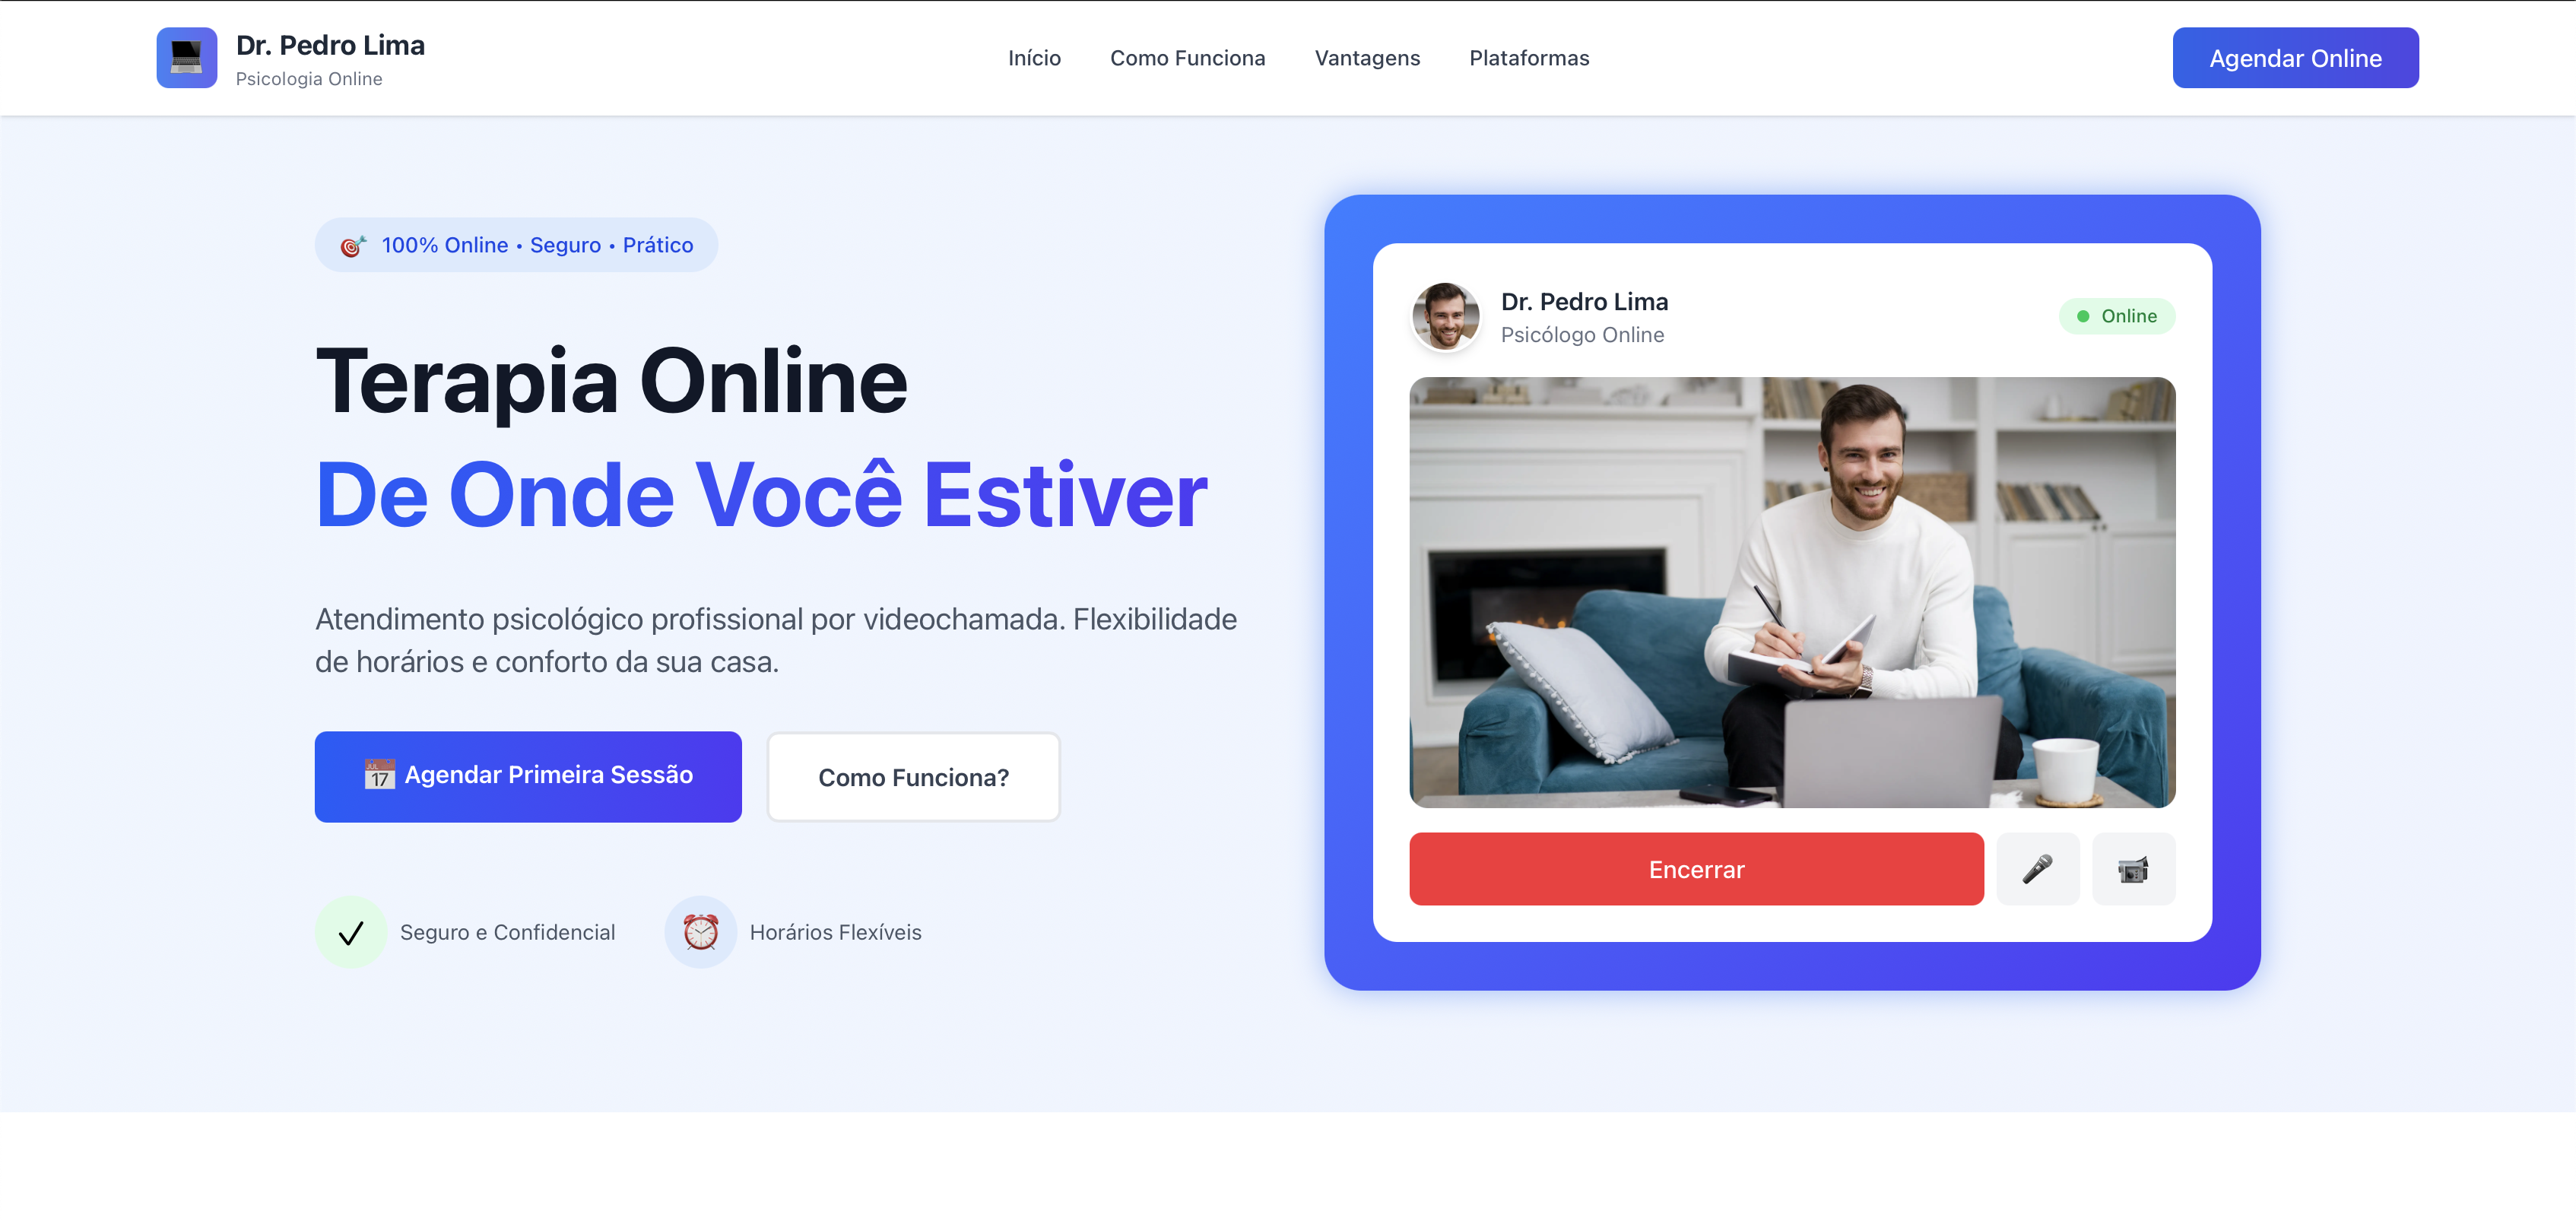 Dr. Pedro Lima
Psicologia Online
Início
Como Funciona
Vantagens
Plataformas
Agendar Online
100% Online • Seguro • Prático
Terapia Online
De Onde Você Estiver
Atendimento psicológico profissional por videochamada. Flexibilidade
de horários e conforto da sua casa.
JUL
17
Agendar Primeira Sessão
Como Funciona?
Seguro e Confidencial
Horários Flexíveis
Dr. Pedro Lima
Psicólogo Online
Online
Encerrar